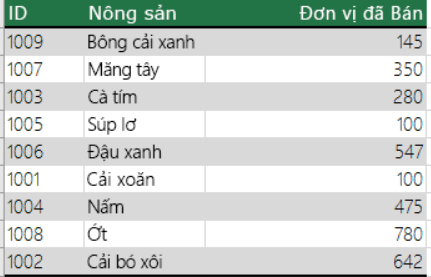 ID Nông sản Đơn vị đã Bán
1009 Bông cải xanh 145
1007 Măng tây 350
1003 Cà tím 280
1005 Súp lơ 100
1006 Đậu xanh 547
1001 Cải xoăn 100
1004 Nấm 475
1008 Ớt 780
1002 Cải bó xôi 642